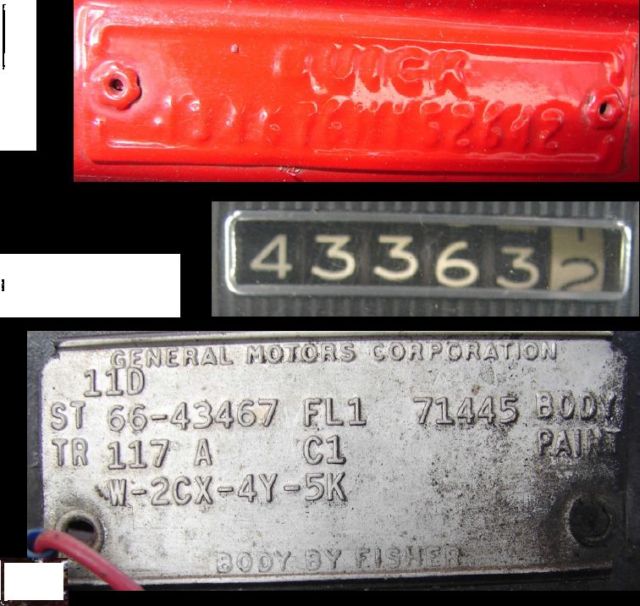 BUICK
433632
GENERAL MOTORS CORPORATION
11D
ST 66-43467 FL1 71445 BODY
TR 117 A C1 PAINT
W-2CX-4Y-5K
BODY BY FISHER